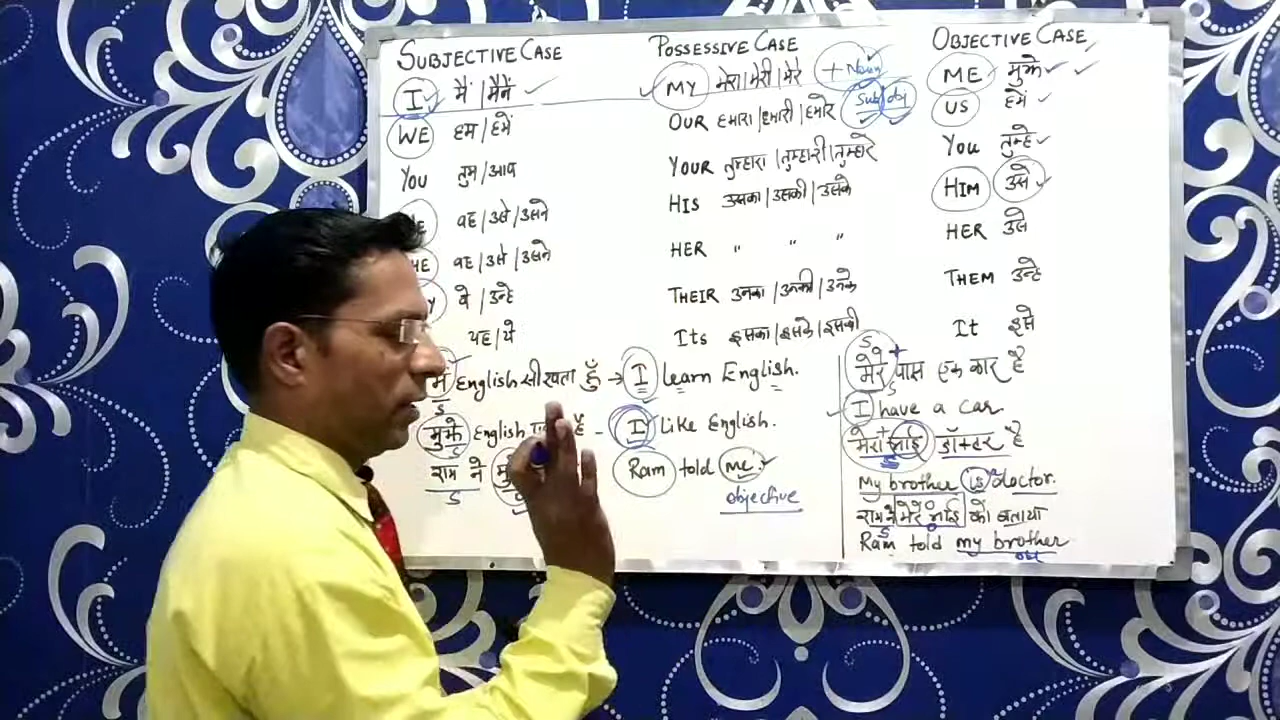 SUBJECTIVE CASE
I मैं / मैंने
WE हम / हमें
YOU तुम / आप
वह / उसे / उसने
वह / उसे / उसने
वे / उन्हे
यह / ये
POSSESSIVE CASE
MY मेरा / मेरी / मेरे + Noun
OUR हमारा / हमारी / हमारे Sub / obj
YOUR तुम्हारा / तुम्हारी / तुम्हारे
HIS उसका / उसकी / उसके
HER " " "
THEIR उनका / उनकी / उनके
Its इसका / इसके / इसकी
OBJECTIVE CASE
ME मुझे
US हमें
You तुम्हे
HIM उसे
HER उसे
THEM उन्हे
It इसे
मैं English सीखता हूँ → I learn English.
S
मुझे English है - I Like English.
S
राम ने Ram told me.
S
objective
S
मेरे पास एक कार है
S
I have a car
मेरा भाई डॉक्टर है
S
My brother is doctor.
राम ने मेरे भाई को बताया
S
Ram told my brother
obj